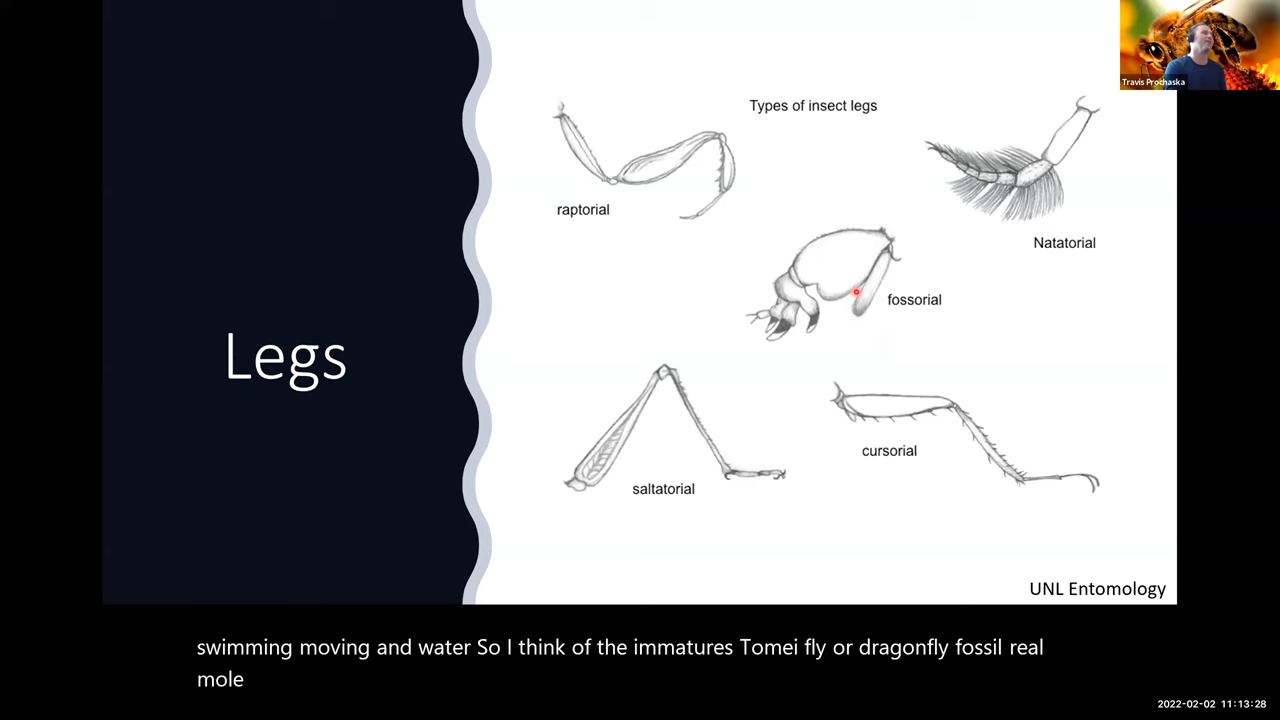 Travis Prochaska
Types of insect legs
raptorial
Natatorial
fossorial
Legs
cursorial
saltatorial
UNL Entomology
swimming moving and water So I think of the immatures Tomei fly or dragonfly fossil real
mole
2022-02-02 11:13:28